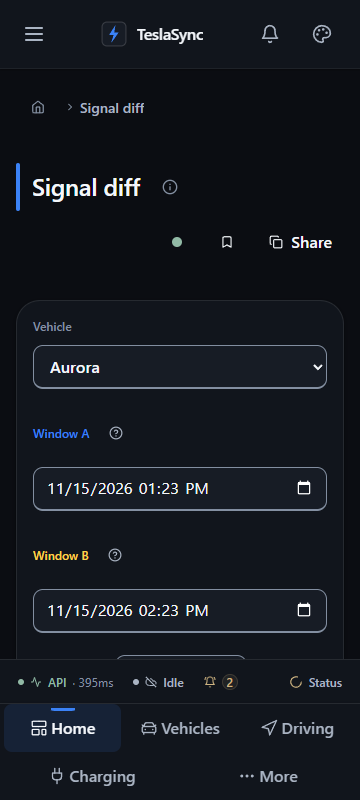 TeslaSync
Signal diff
Signal diff
Share
Vehicle
Aurora
Window A
11/15/2026 01:23 PM
Window B
11/15/2026 02:23 PM
API · 395ms
Idle
2
Status
Home
Vehicles
Driving
Charging
More